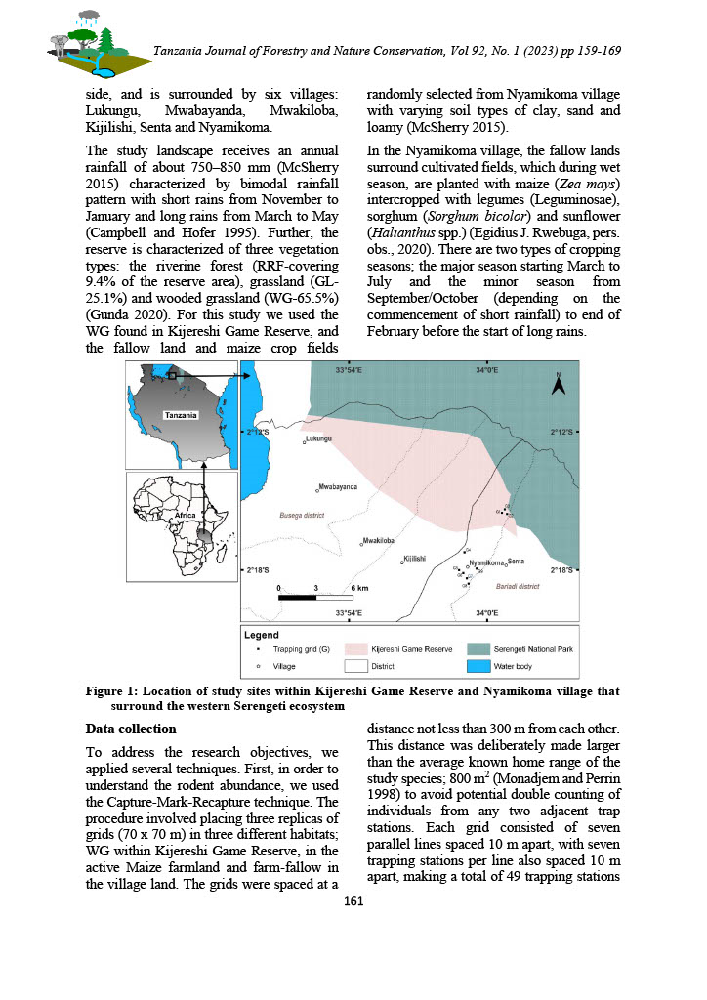 Tanzania Journal of Forestry and Nature Conservation, Vol 92, No. 1 (2023) pp 159-169
side, and is surrounded by six villages:
Lukungu, Mwabayanda, Mwakiloba,
Kijilishi, Senta and Nyamikoma.
The study landscape receives an annual
rainfall of about 750–850 mm (McSherry
2015) characterized by bimodal rainfall
pattern with short rains from November to
January and long rains from March to May
(Campbell and Hofer 1995). Further, the
reserve is characterized of three vegetation
types: the riverine forest (RRF-covering
9.4% of the reserve area), grassland (GL-
25.1%) and wooded grassland (WG-65.5%)
(Gunda 2020). For this study we used the
WG found in Kijereshi Game Reserve, and
the fallow land and maize crop fields
randomly selected from Nyamikoma village
with varying soil types of clay, sand and
loamy (McSherry 2015).
In the Nyamikoma village, the fallow lands
surround cultivated fields, which during wet
season, are planted with maize (Zea mays)
intercropped with legumes (Leguminosae),
sorghum (Sorghum bicolor) and sunflower
(Halianthus spp.) (Egidius J. Rwebuga, pers.
obs., 2020). There are two types of cropping
seasons; the major season starting March to
July and the minor season from
September/October (depending on the
commencement of short rainfall) to end of
February before the start of long rains.
Tanzania
Africa
33°54'E
34°0'E
N
2°12'S
2°12'S
Lukungu
Mwabayanda
Busega district
Mwakiloba
Kijilishi
Nyamikoma
Senta
2°18'S
2°18'S
Bariadi district
0 3 6 km
33°54'E
34°0'E
Legend
Trapping grid (G)
Kijereshi Game Reserve
Serengeti National Park
Village
District
Water body
Figure 1: Location of study sites within Kijereshi Game Reserve and Nyamikoma village that
surround the western Serengeti ecosystem
Data collection
To address the research objectives, we
applied several techniques. First, in order to
understand the rodent abundance, we used
the Capture-Mark-Recapture technique. The
procedure involved placing three replicas of
grids (70 x 70 m) in three different habitats;
WG within Kijereshi Game Reserve, in the
active Maize farmland and farm-fallow in
the village land. The grids were spaced at a
distance not less than 300 m from each other.
This distance was deliberately made larger
than the average known home range of the
study species; 800 m² (Monadjem and Perrin
1998) to avoid potential double counting of
individuals from any two adjacent trap
stations. Each grid consisted of seven
parallel lines spaced 10 m apart, with seven
trapping stations per line also spaced 10 m
apart, making a total of 49 trapping stations
161